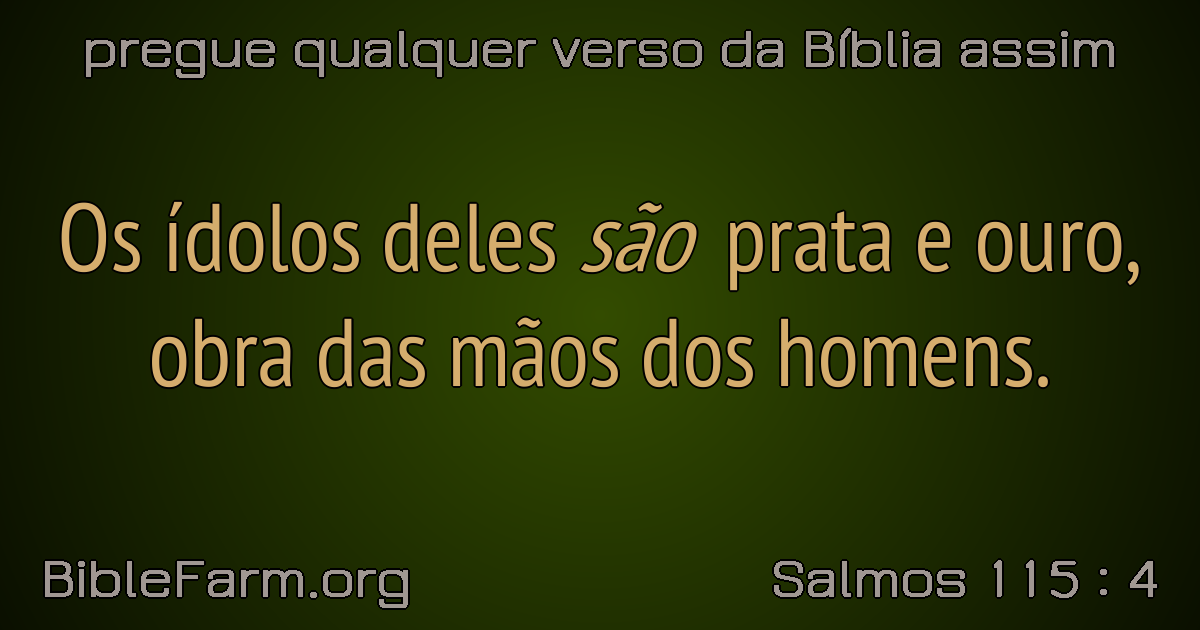 pregue qualquer verso da Bíblia assim
Os ídolos deles são prata e ouro,
obra das mãos dos homens.
BibleFarm.org
Salmos 115 : 4